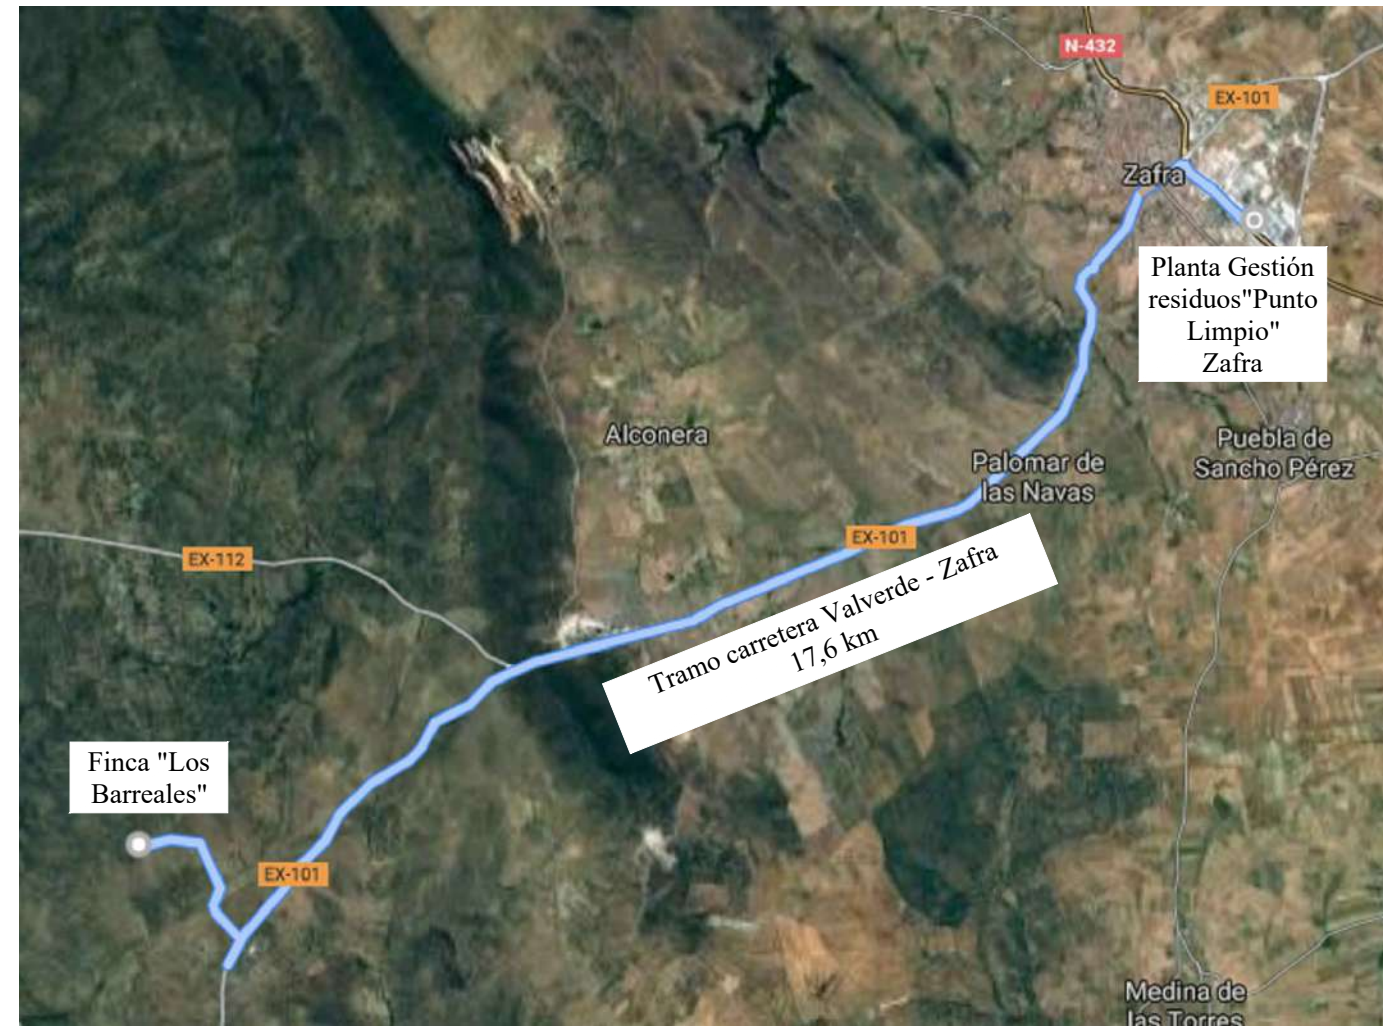 N-432
EX-101
Zafra
Planta Gestión
residuos"Punto
Limpio"
Zafra
Alconera
Palomar de
las Navas
Puebla de
Sancho Pérez
EX-101
EX-112
Tramo carretera Valverde - Zafra
17,6 km
Finca "Los
Barreales"
EX-101
Medina de
las Torres